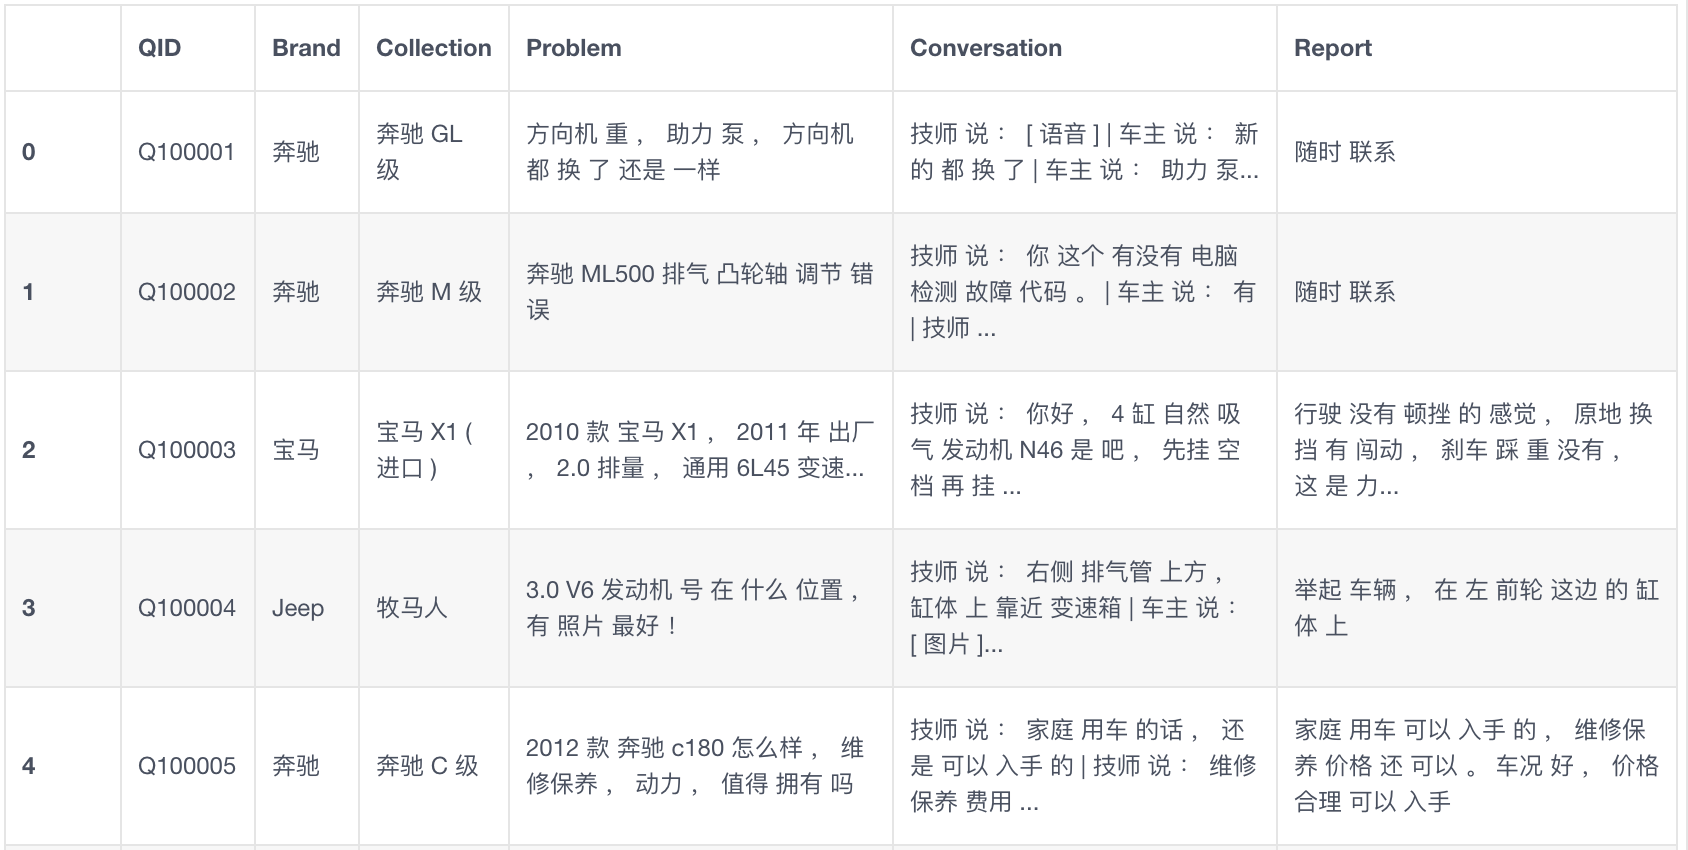 QID Brand Collection Problem Conversation Report
0
Q100001
奔驰
奔驰 GL
级
方向机 重 ， 助力 泵 ， 方向机
都 换 了 还是 一样
技师 说 ： [ 语音 ] | 车主 说 ： 新
的 都 换 了 | 车主 说 ： 助力 泵...
随时 联系
1
Q100002
奔驰
奔驰 M 级
奔驰 ML500 排气 凸轮轴 调节 错
误
技师 说 ： 你 这个 有没有 电脑
检测 故障 代码 。 | 车主 说 ： 有
| 技师 ...
随时 联系
2
Q100003
宝马
宝马 X1 (
进口 )
2010 款 宝马 X1 ， 2011 年 出厂
， 2.0 排量 ， 通用 6L45 变速...
技师 说 ： 你好 ， 4 缸 自然 吸
气 发动机 N46 是 吧 ， 先挂 空
档 再 挂 ...
行驶 没有 顿挫 的 感觉 ， 原地 换
挡 有 闯动 ， 刹车 踩 重 没有 ，
这 是 力...
3
Q100004
Jeep
牧马人
3.0 V6 发动机 号 在 什么 位置 ，
有 照片 最好 ！
技师 说 ： 右侧 排气管 上方 ，
缸体 上 靠近 变速箱 | 车主 说 ：
[ 图片 ]...
举起 车辆 ， 在 左 前轮 这边 的 缸
体 上
4
Q100005
奔驰
奔驰 C 级
2012 款 奔驰 c180 怎么样 ， 维
修保养 ， 动力 ， 值得 拥有 吗
技师 说 ： 家庭 用车 的话 ， 还
是 可以 入手 的 | 技师 说 ： 维修
保养 费用 ...
家庭 用车 可以 入手 的 ， 维修保
养 价格 还 可以 。 车况 好 ， 价格
合理 可以 入手